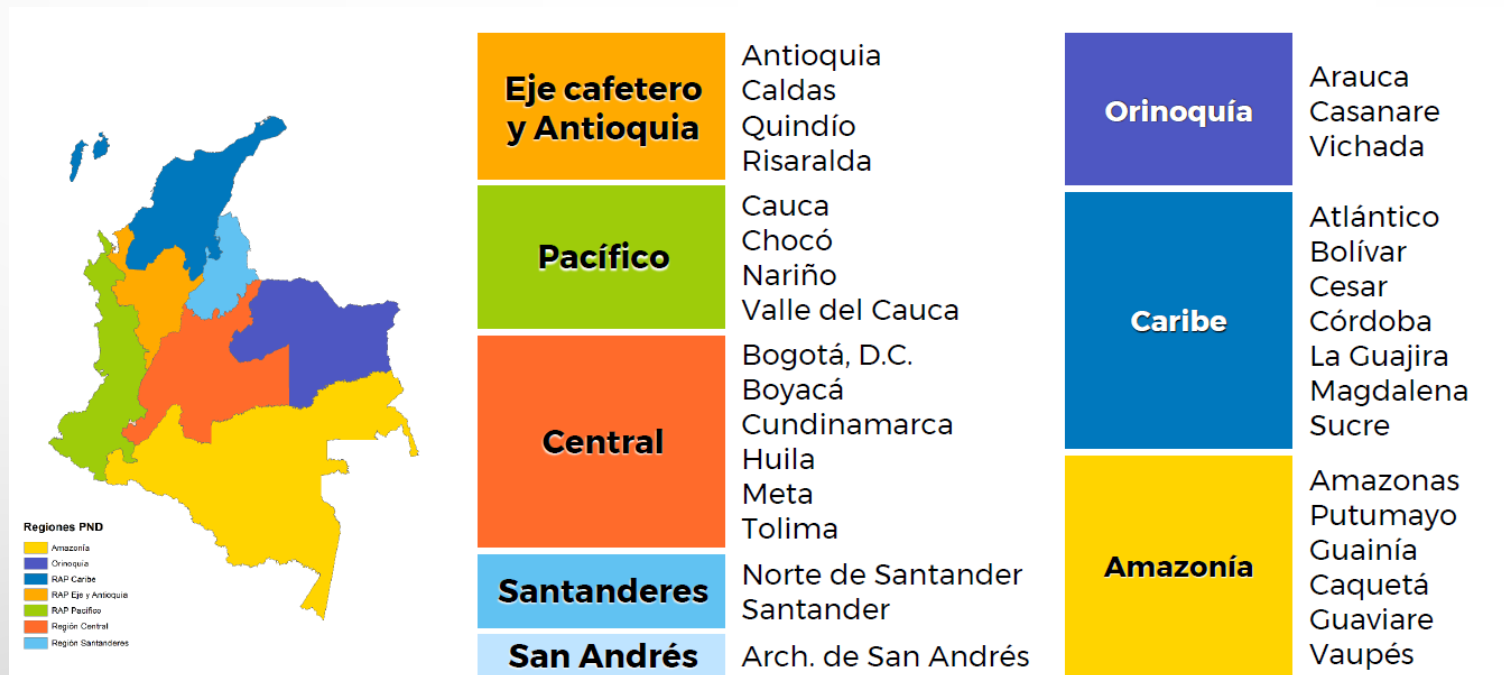 Eje cafetero
y Antioquia
Antioquia
Caldas
Quindío
Risaralda
Pacífico
Cauca
Chocó
Nariño
Valle del Cauca
Central
Bogotá, D.C.
Boyacá
Cundinamarca
Huila
Meta
Tolima
Santanderes
Norte de Santander
Santander
San Andrés
Arch. de San Andrés
Orinoquía
Arauca
Casanare
Vichada
Caribe
Atlántico
Bolívar
Cesar
Córdoba
La Guajira
Magdalena
Sucre
Amazonía
Amazonas
Putumayo
Guainía
Caquetá
Guaviare
Vaupés
Regiones PND
Amazonía
Orinoquía
RAP Caribe
RAP Eje y Antioquia
RAP Pacífico
Región Central
Región Santanderes